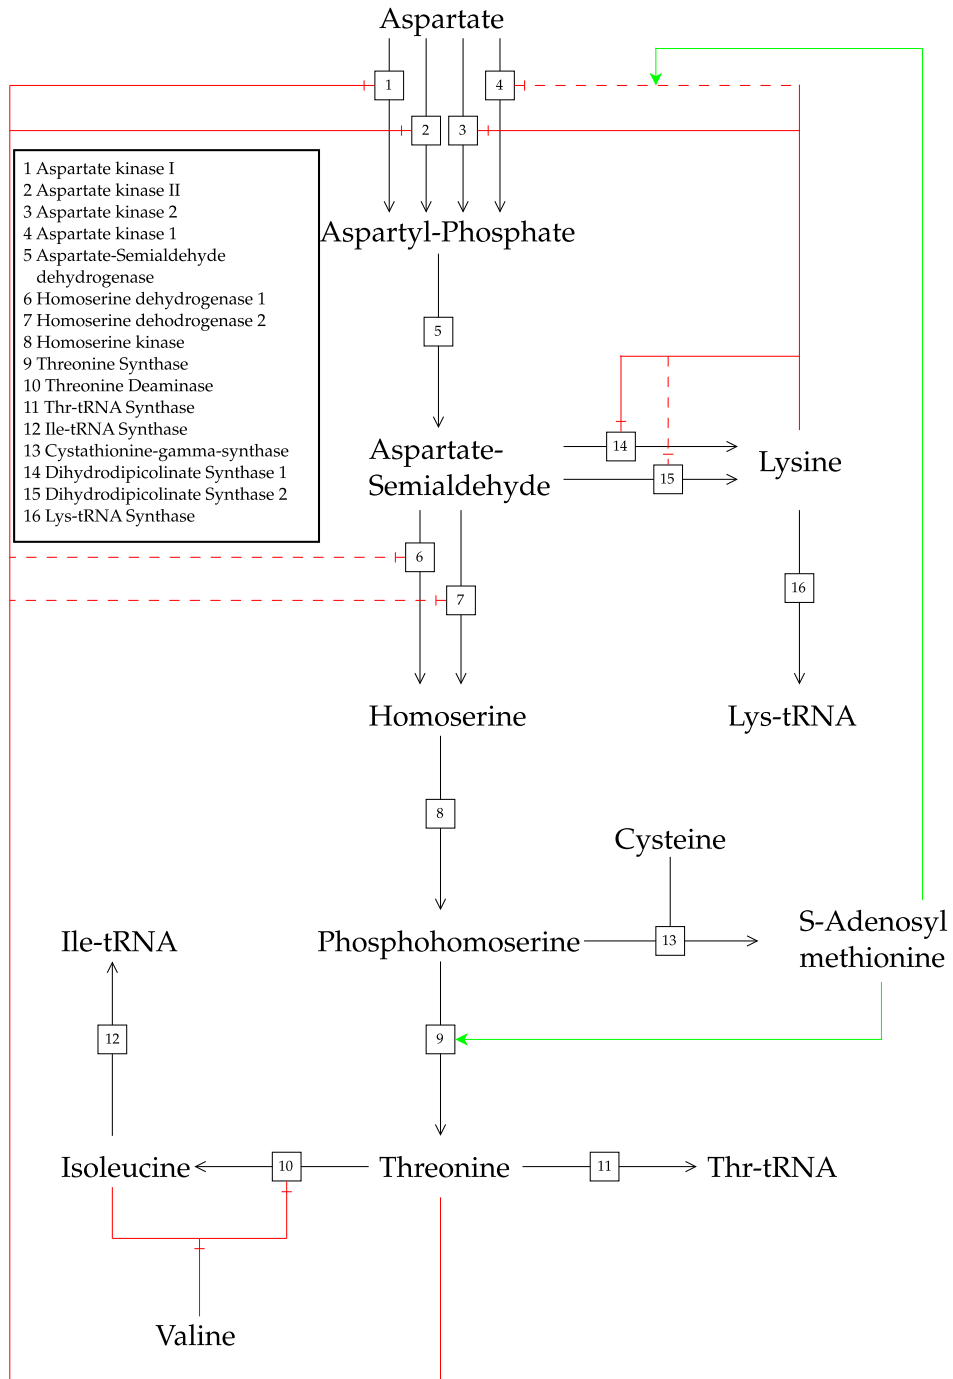 Aspartate
1
4
2
3
1 Aspartate kinase I
2 Aspartate kinase II
3 Aspartate kinase 2
4 Aspartate kinase 1
5 Aspartate-Semialdehyde
dehydrogenase
6 Homoserine dehydrogenase 1
7 Homoserine dehodrogenase 2
8 Homoserine kinase
9 Threonine Synthase
10 Threonine Deaminase
11 Thr-tRNA Synthase
12 Ile-tRNA Synthase
13 Cystathionine-gamma-synthase
14 Dihydrodipicolinate Synthase 1
15 Dihydrodipicolinate Synthase 2
16 Lys-tRNA Synthase
Aspartyl-Phosphate
5
Aspartate-
Semialdehyde
14
15
Lysine
6
7
16
Homoserine
Lys-tRNA
8
Cysteine
Ile-tRNA
Phosphohomoserine
13
S-Adenosyl
methionine
12
9
Isoleucine
10
Threonine
11
Thr-tRNA
Valine